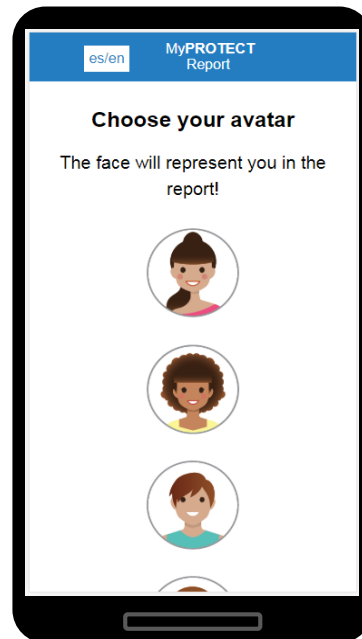 es/en
MyPROTECT
Report
Choose your avatar
The face will represent you in the
report!